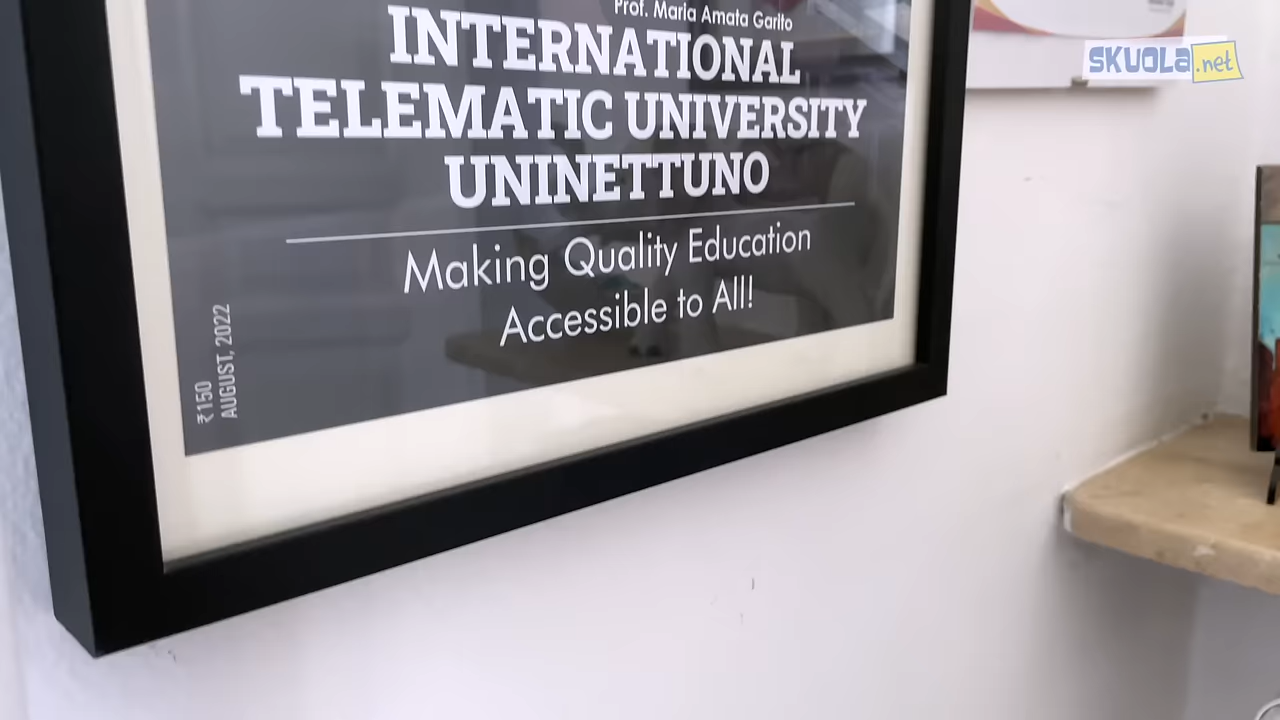 Prof. Maria Amata Garito
INTERNATIONAL
TELEMATIC UNIVERSITY
UNINETTUNO
Making Quality Education
Accessible to All!
₹150
AUGUST, 2022
SKUOLA.net